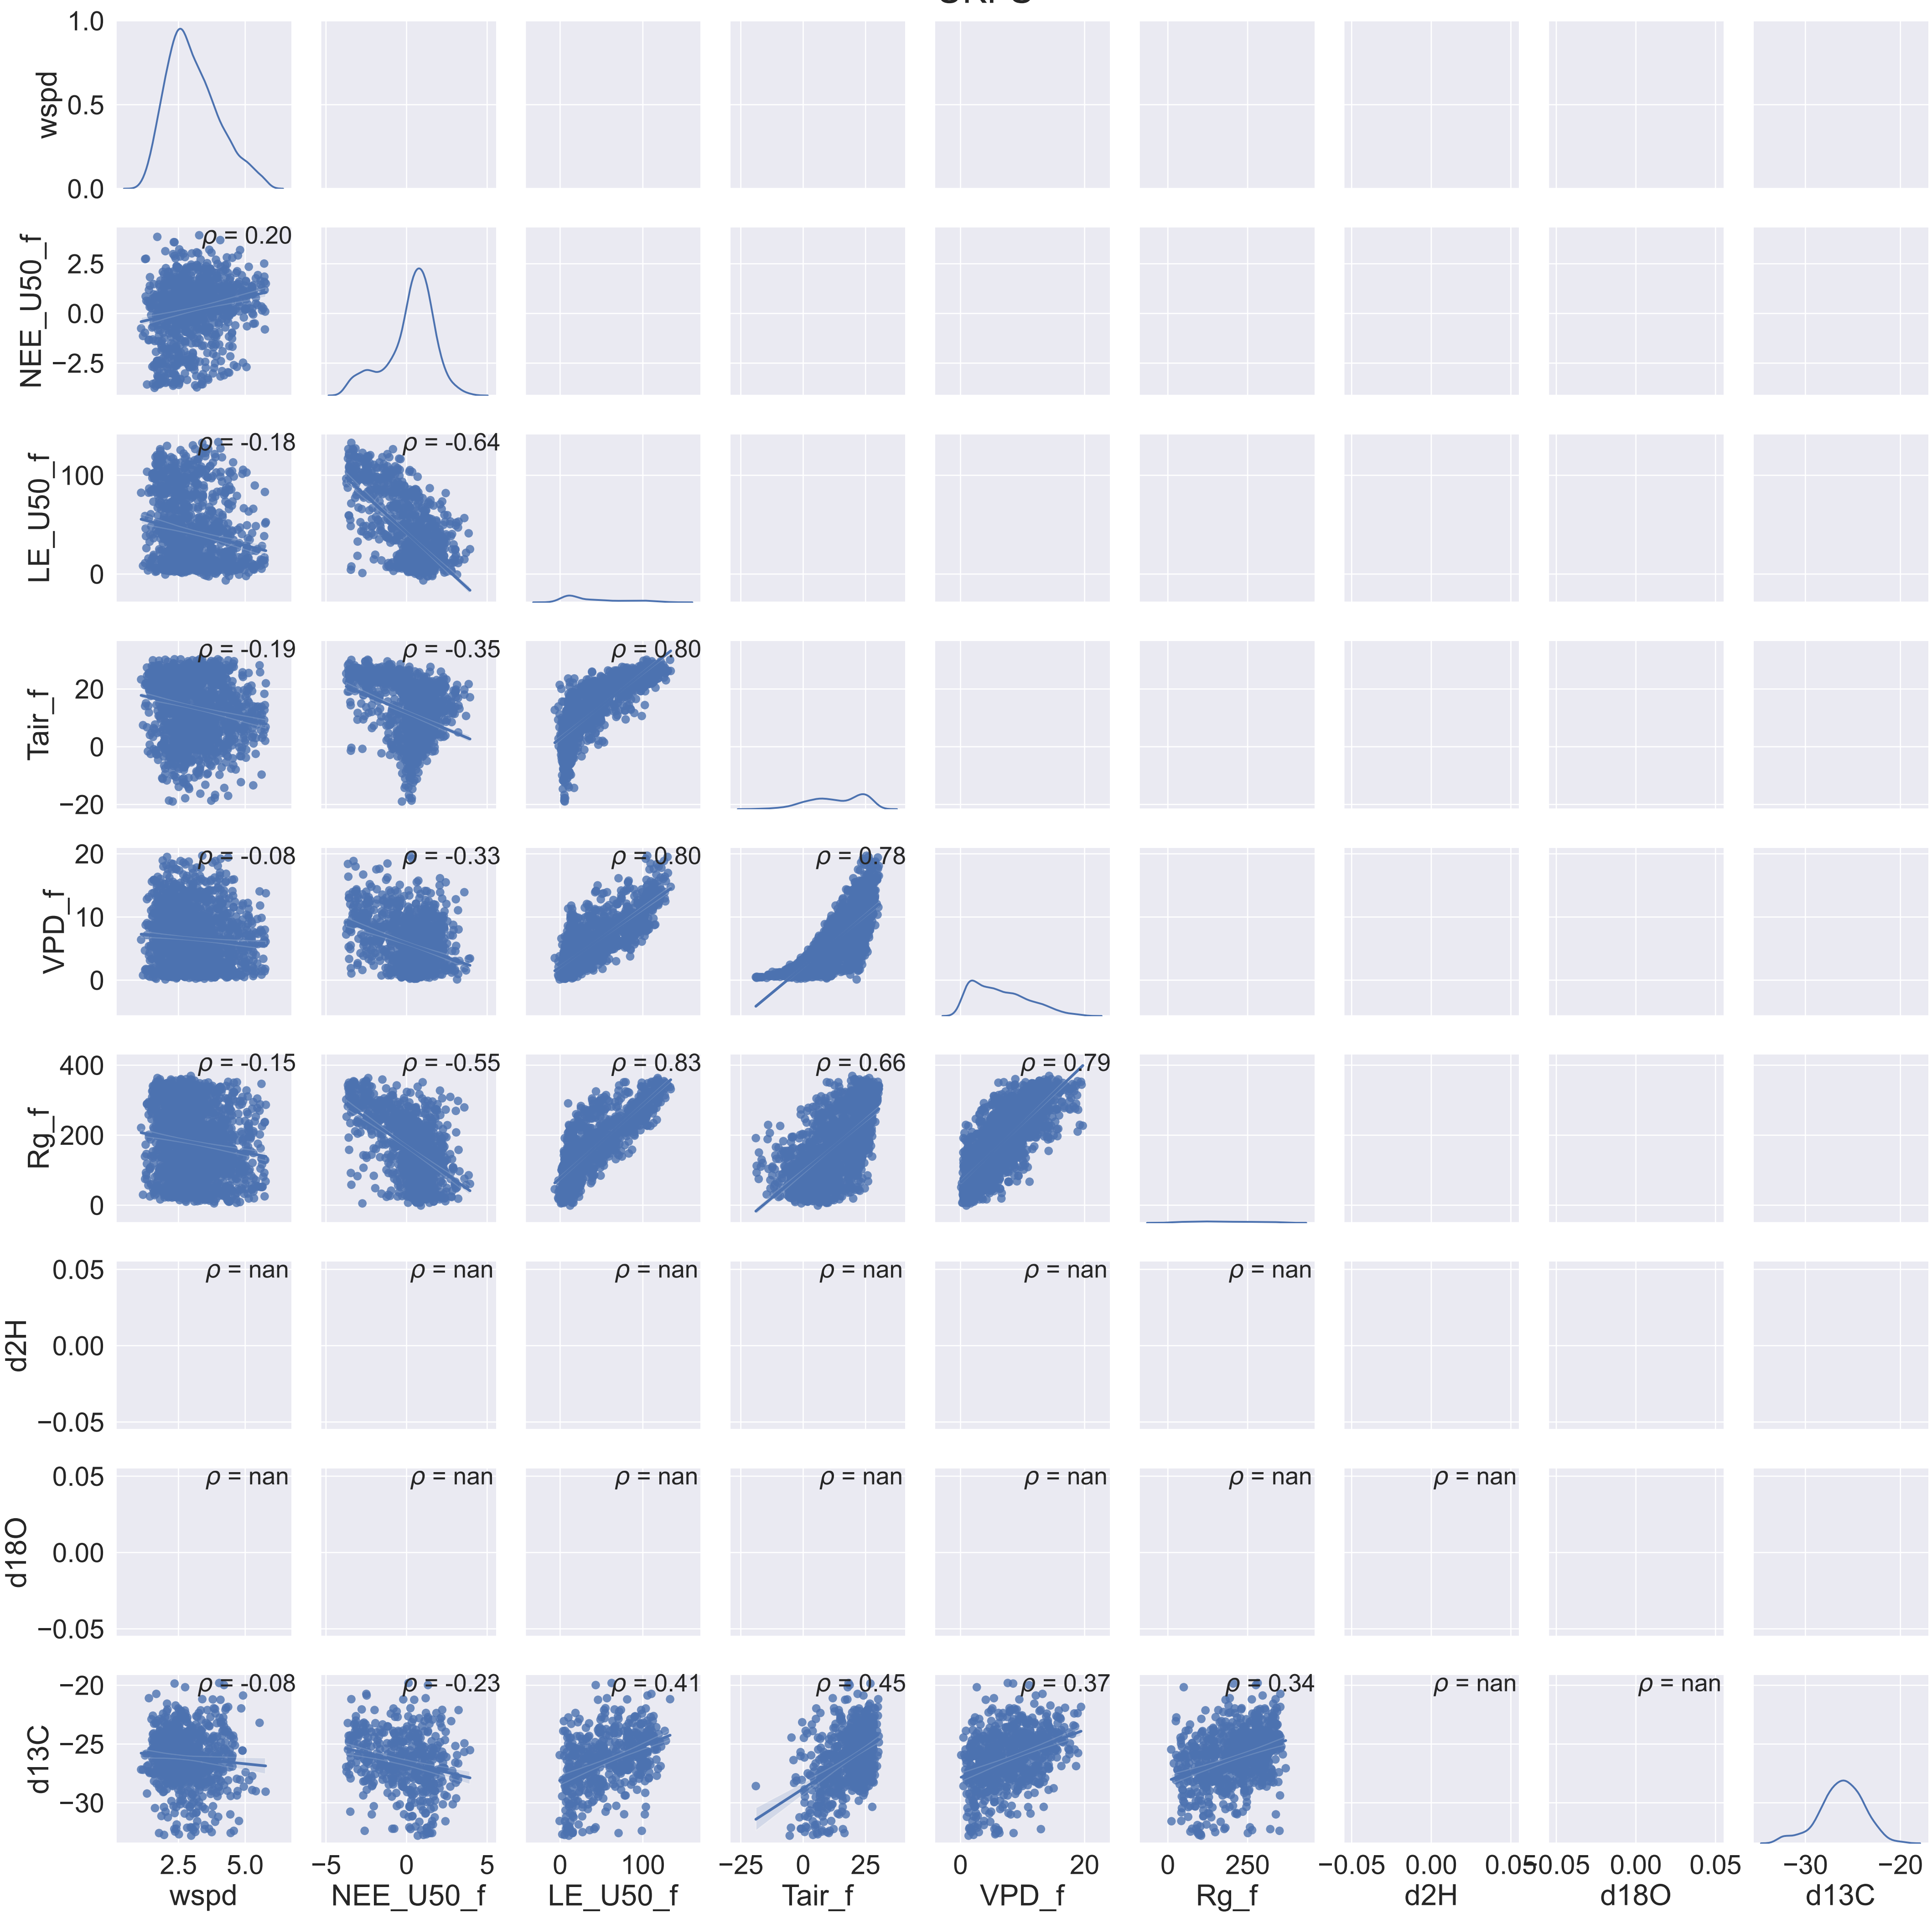 1.0
0.5
0.0
wspd
ρ = 0.20
2.5
0.0
−2.5
NEE_U50_f
ρ = -0.18
ρ = -0.64
100
0
LE_U50_f
ρ = -0.19
ρ = -0.35
ρ = 0.80
20
0
−20
Tair_f
ρ = -0.08
ρ = -0.33
ρ = 0.80
ρ = 0.78
20
10
0
VPD_f
ρ = -0.15
ρ = -0.55
ρ = 0.83
ρ = 0.66
ρ = 0.79
400
200
0
Rg_f
ρ = nan
ρ = nan
ρ = nan
ρ = nan
ρ = nan
ρ = nan
0.05
0.00
−0.05
d2H
ρ = nan
ρ = nan
ρ = nan
ρ = nan
ρ = nan
ρ = nan
ρ = nan
0.05
0.00
−0.05
d18O
ρ = -0.08
ρ = -0.23
ρ = 0.41
ρ = 0.45
ρ = 0.37
ρ = 0.34
ρ = nan
ρ = nan
−20
−25
−30
d13C
2.5 5.0
−5 0 5
0 100
−25 0 25
0 20
0 250
−0.05 0.00 0.05
−0.05 0.00 0.05
−30 −20
wspd
NEE_U50_f
LE_U50_f
Tair_f
VPD_f
Rg_f
d2H
d18O
d13C